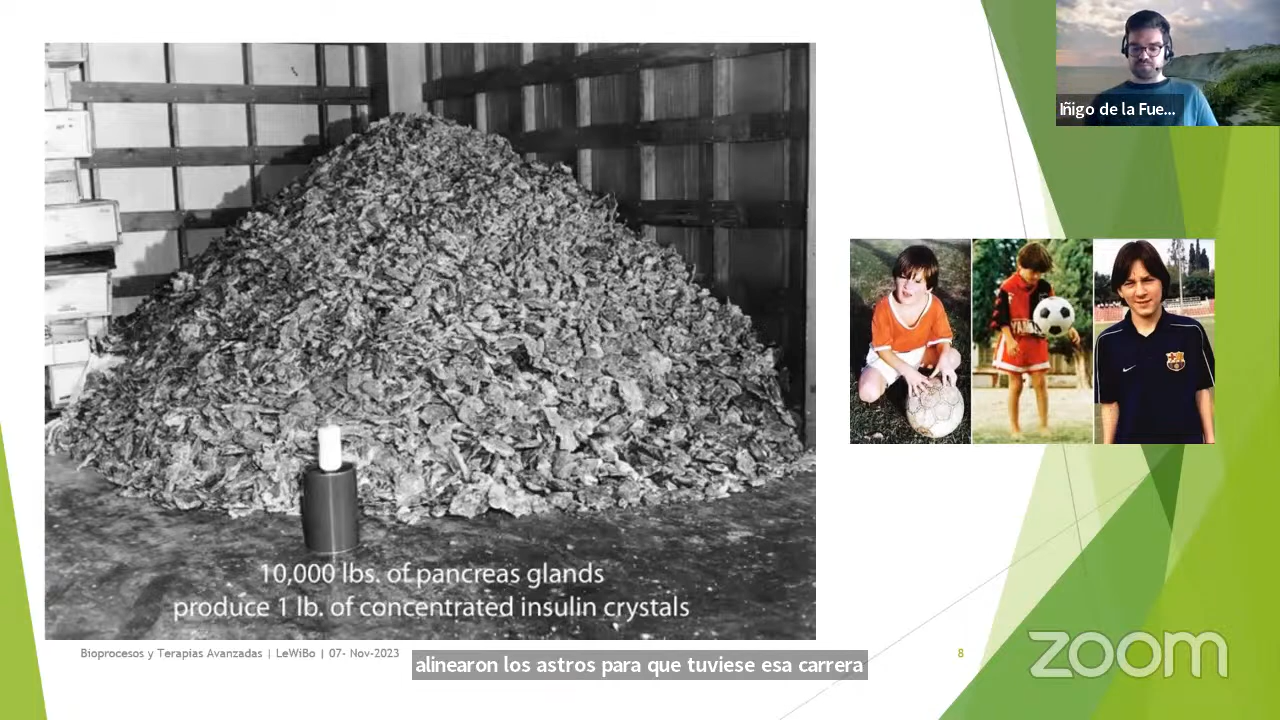 Iñigo de la Fue...
YAMA
10,000 lbs. of pancreas glands
produce 1 lb. of concentrated insulin crystals
Bioprocesos y Terapias Avanzadas | LeWiBo | 07- Nov-2023
8
alinearon los astros para que tuviese esa carrera
zoom